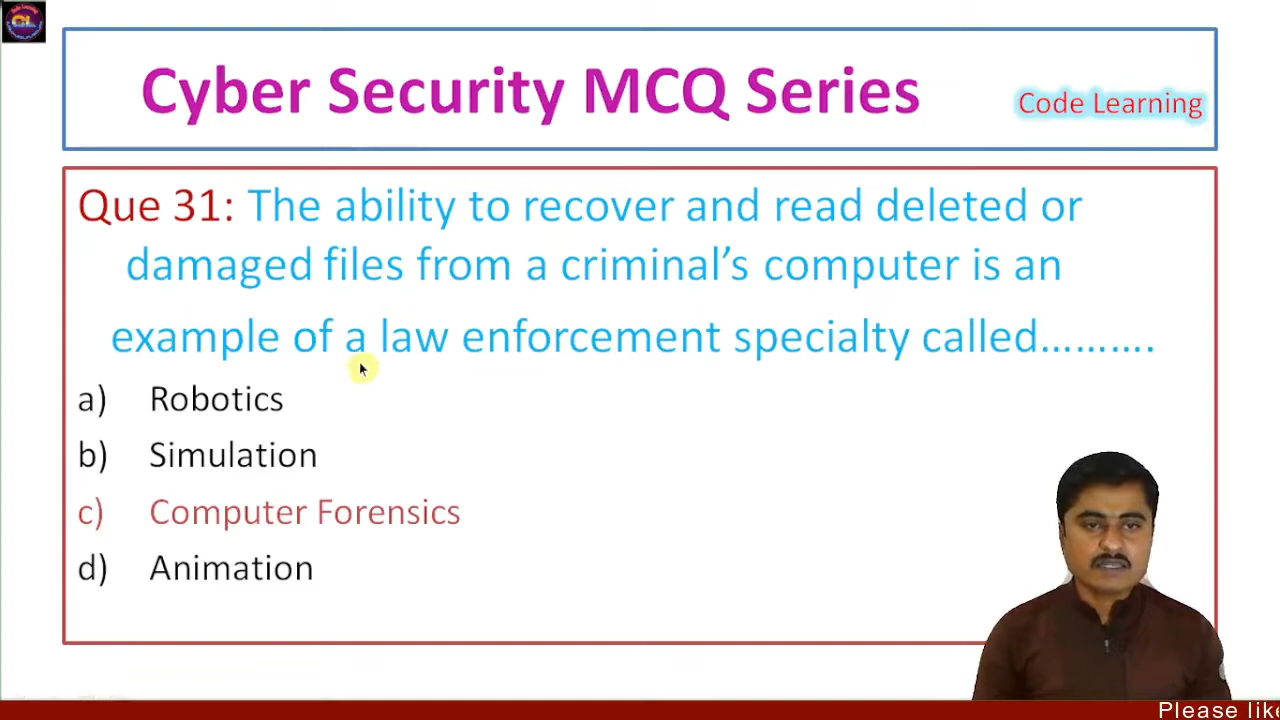 Cyber Security MCQ Series
Code Learning
Que 31: The ability to recover and read deleted or
damaged files from a criminal’s computer is an
example of a law enforcement specialty called……….
a) Robotics
b) Simulation
c) Computer Forensics
d) Animation
Please like